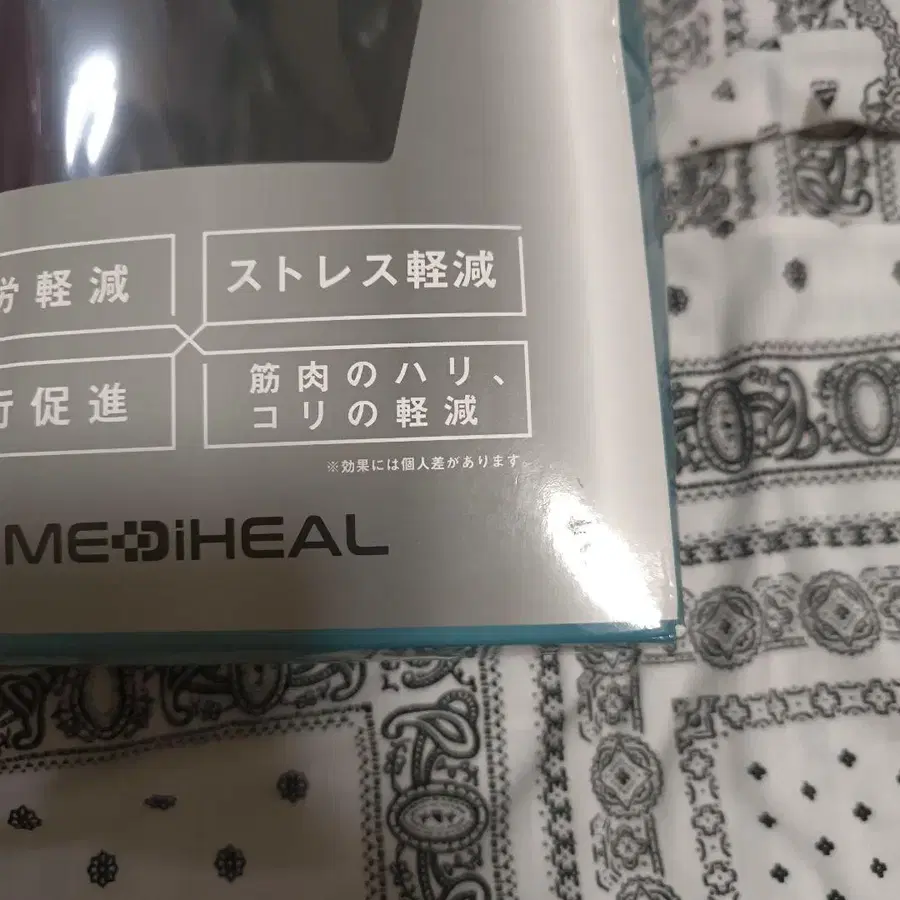 労軽減
ストレス軽減
行促進
筋肉のハリ、
コリの軽減
※効果には個人差があります
MEDiHEAL